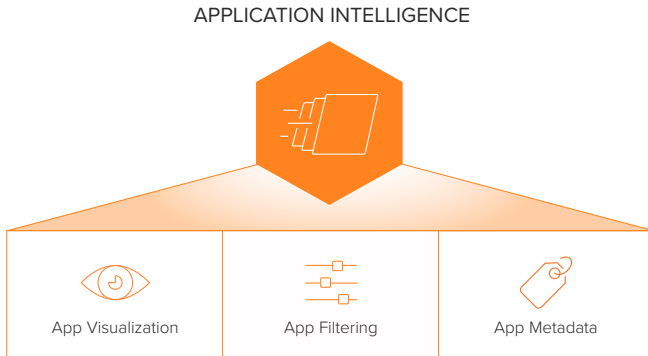 APPLICATION INTELLIGENCE
App Visualization
App Filtering
App Metadata